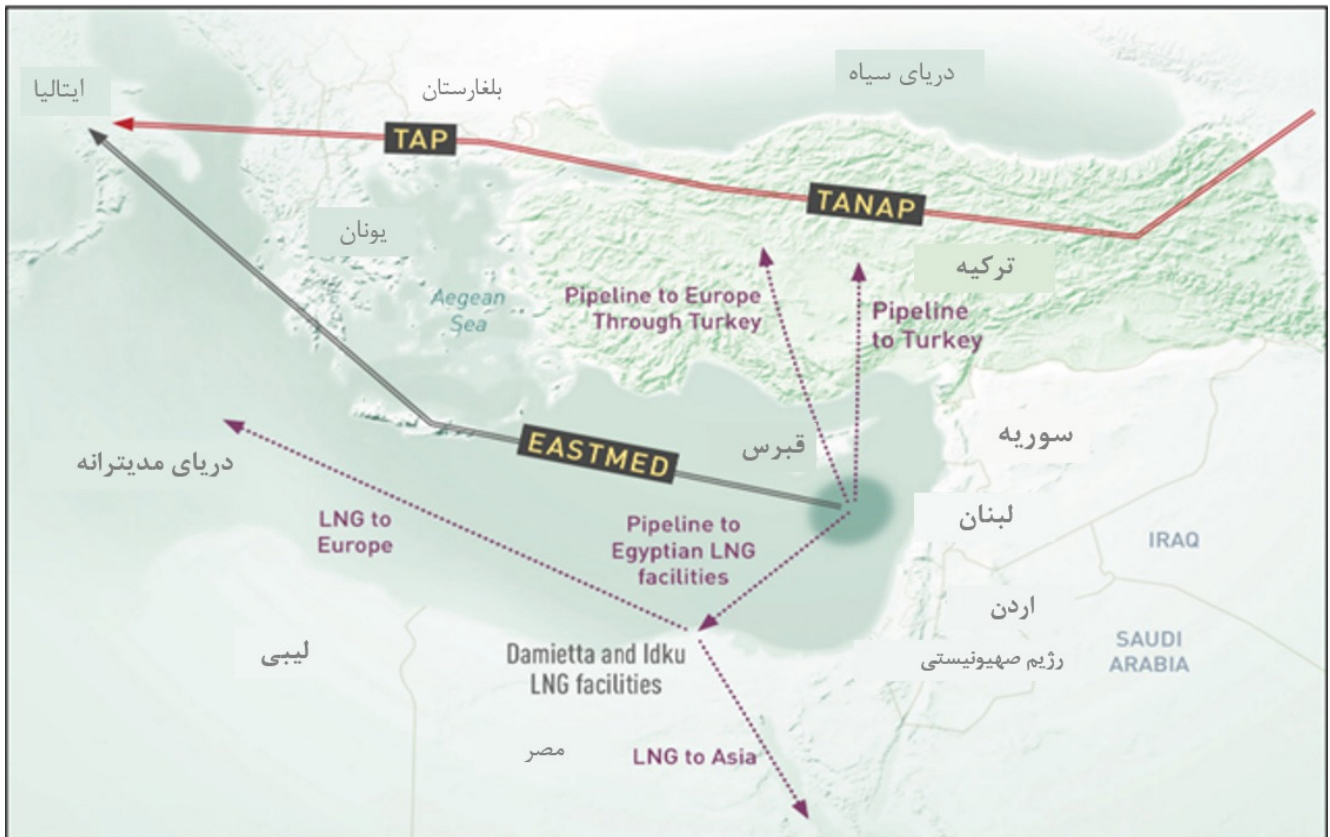 دریای سیاه
ایتالیا
بلغارستان
TAP
TANAP
یونان
ترکیه
Aegean
Sea
Pipeline to Europe
Through Turkey
Pipeline
to Turkey
قبرس
سوریه
EASTMED
دریای مدیترانه
لبنان
LNG to
Europe
Pipeline to
Egyptian LNG
facilities
IRAQ
اردن
رژیم صهیونیستی
SAUDI
ARABIA
لیبی
Damietta and Idku
LNG facilities
مصر
LNG to Asia